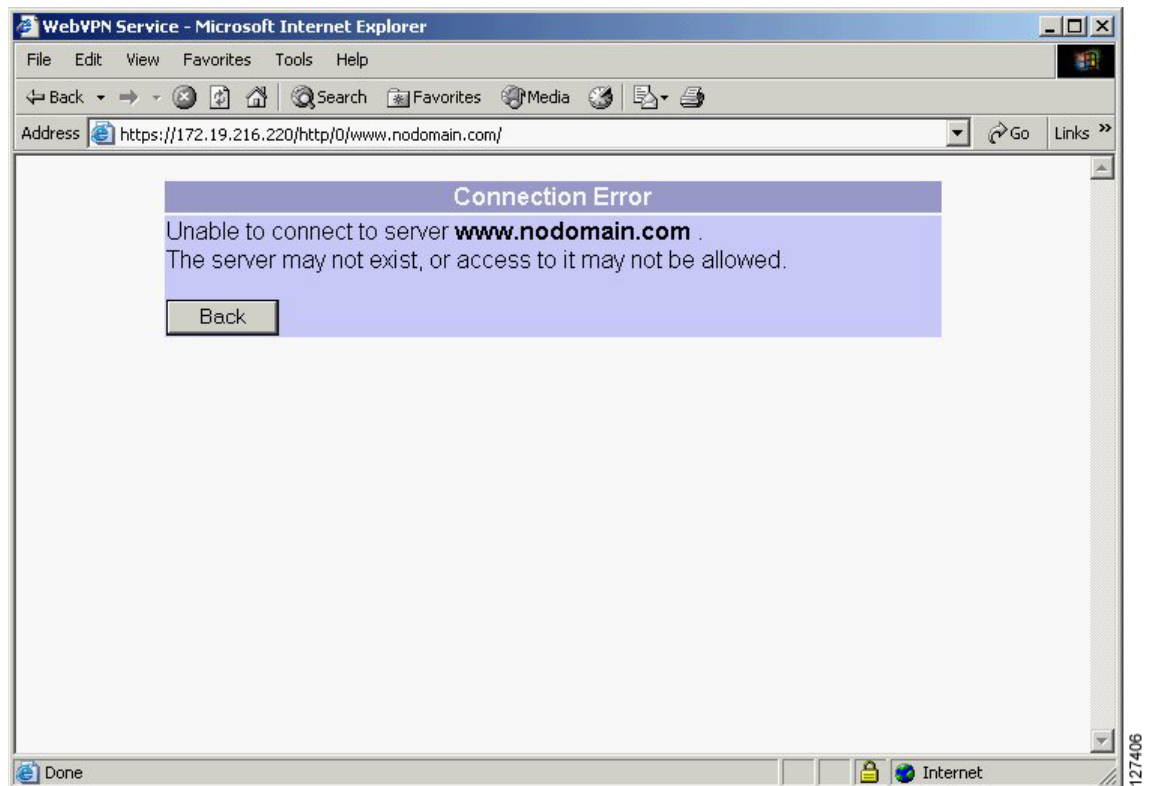 WebVPN Service - Microsoft Internet Explorer
File Edit View Favorites Tools Help
Back Search Favorites Media
Address https://172.19.216.220/http/0/www.nodomain.com/ Go Links »
Connection Error
Unable to connect to server www.nodomain.com .
The server may not exist, or access to it may not be allowed.
Back
Done Internet
127406